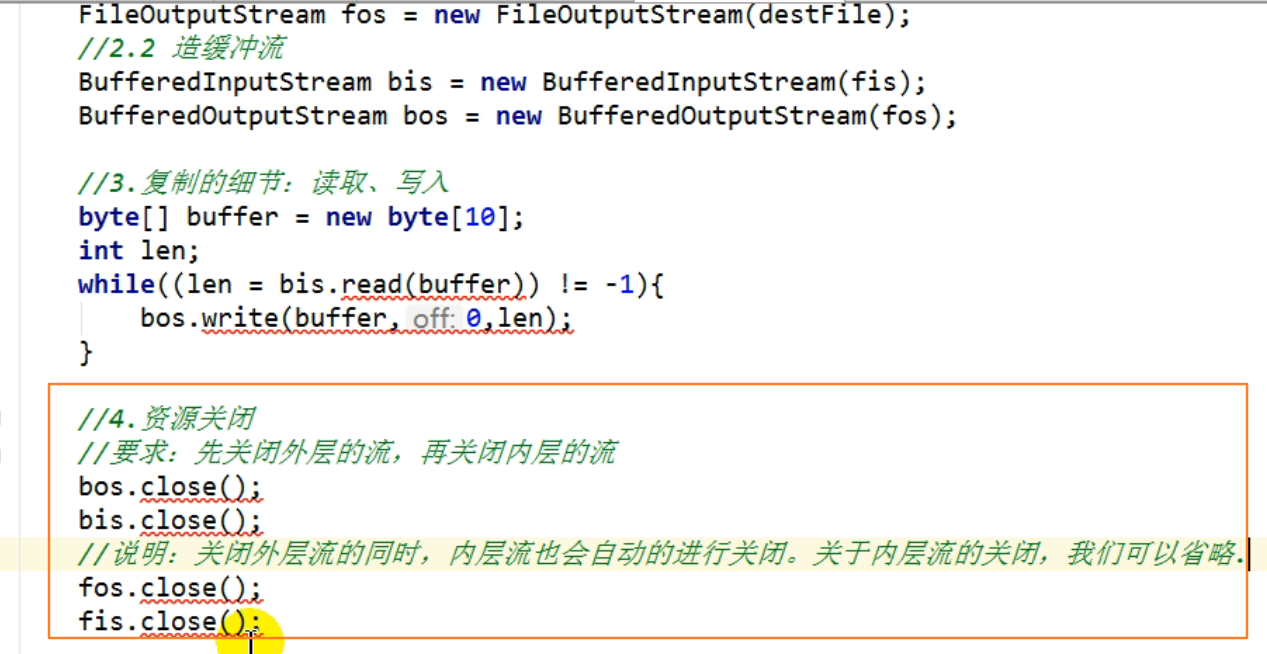 FileOutputStream fos = new FileOutputStream(destFile);
//2.2 造缓冲流
BufferedInputStream bis = new BufferedInputStream(fis);
BufferedOutputStream bos = new BufferedOutputStream(fos);
//3.复制的细节：读取、写入
byte[] buffer = new byte[10];
int len;
while((len = bis.read(buffer)) != -1){
bos.write(buffer, off: 0,len);
}
//4.资源关闭
//要求：先关闭外层的流，再关闭内层的流
bos.close();
bis.close();
//说明：关闭外层流的同时，内层流也会自动的进行关闭。关于内层流的关闭，我们可以省略.
fos.close();
fis.close();